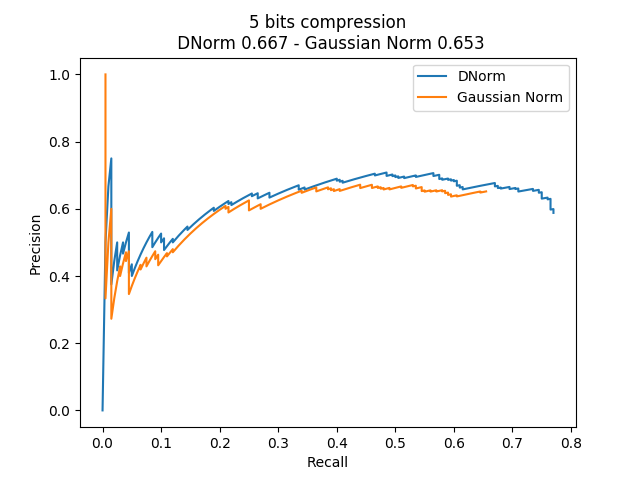 5 bits compression
DNorm 0.667 - Gaussian Norm 0.653
DNorm
Gaussian Norm
Precision
1.0
0.8
0.6
0.4
0.2
0.0
0.0 0.1 0.2 0.3 0.4 0.5 0.6 0.7 0.8
Recall